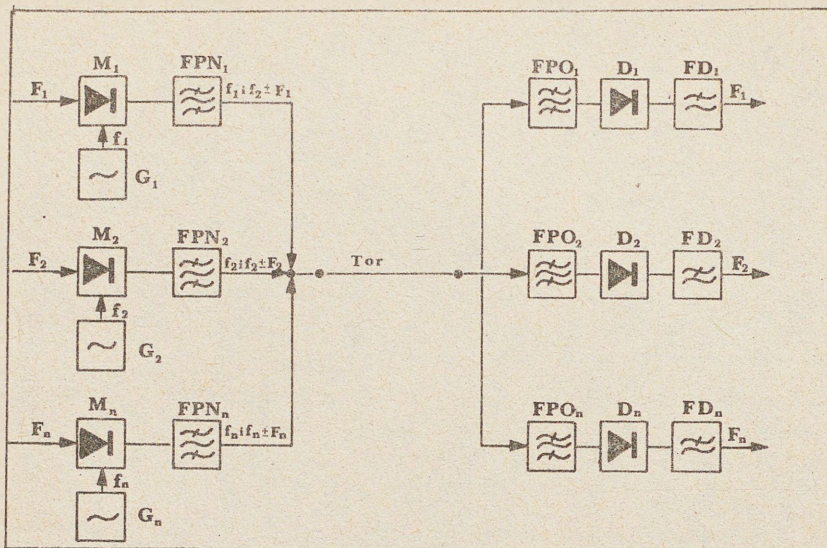 M₁ FPN₁ FPO₁ D₁ FD₁
F₁ f₁;f₂±F₁ F₁
f₁
G₁
M₂ FPN₂ FPO₂ D₂ FD₂
F₂ f₂;f₂±F₂ Tor F₂
f₂
G₂
Mₙ FPNₙ FPOₙ Dₙ FDₙ
Fₙ fₙ;fₙ±Fₙ Fₙ
fₙ
Gₙ